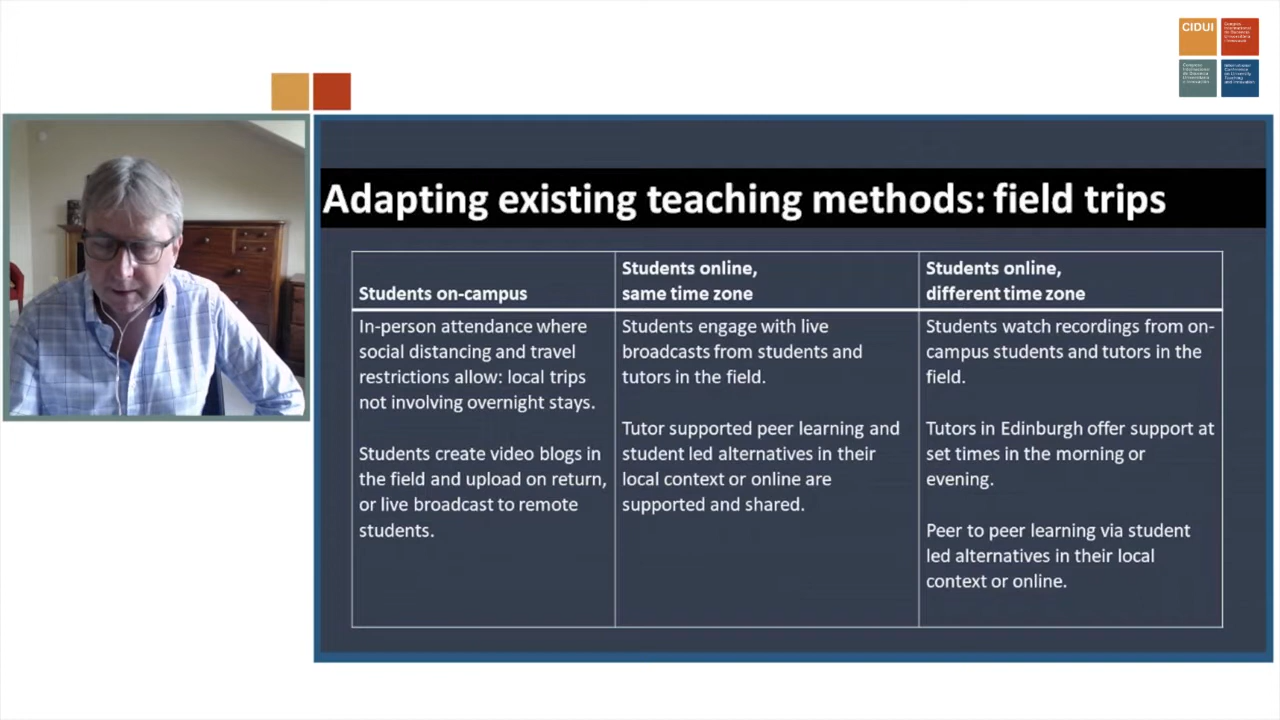 CIDUI
Adapting existing teaching methods: field trips
Students on-campus
Students online,
same time zone
Students online,
different time zone
In-person attendance where
social distancing and travel
restrictions allow: local trips
not involving overnight stays.
Students create video blogs in
the field and upload on return,
or live broadcast to remote
students.
Students engage with live
broadcasts from students and
tutors in the field.
Tutor supported peer learning and
student led alternatives in their
local context or online are
supported and shared.
Students watch recordings from on-
campus students and tutors in the
field.
Tutors in Edinburgh offer support at
set times in the morning or
evening.
Peer to peer learning via student
led alternatives in their local
context or online.